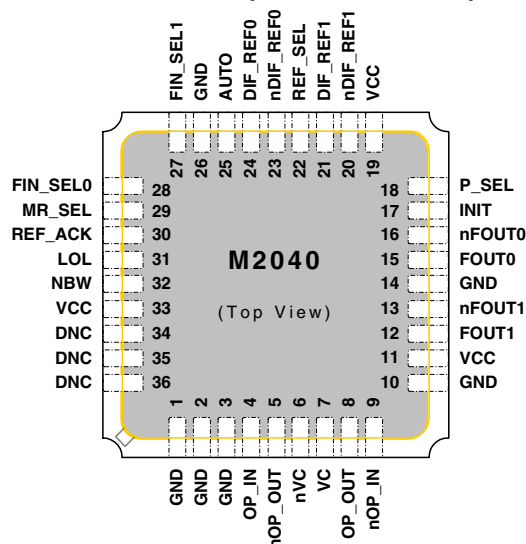 FIN_SEL1
GND
AUTO
DIF_REF0
nDIF_REF0
REF_SEL
DIF_REF1
nDIF_REF1
VCC
27 26 25 24 23 22 21 20 19
FIN_SEL0 28
MR_SEL 29
REF_ACK 30
LOL 31
NBW 32
VCC 33
DNC 34
DNC 35
DNC 36
M2040
(Top View)
18 P_SEL
17 INIT
16 nFOUT0
15 FOUT0
14 GND
13 nFOUT1
12 FOUT1
11 VCC
10 GND
1 2 3 4 5 6 7 8 9
GND
GND
GND
OP_IN
nOP_OUT
nVC
VC
OP_OUT
nOP_IN